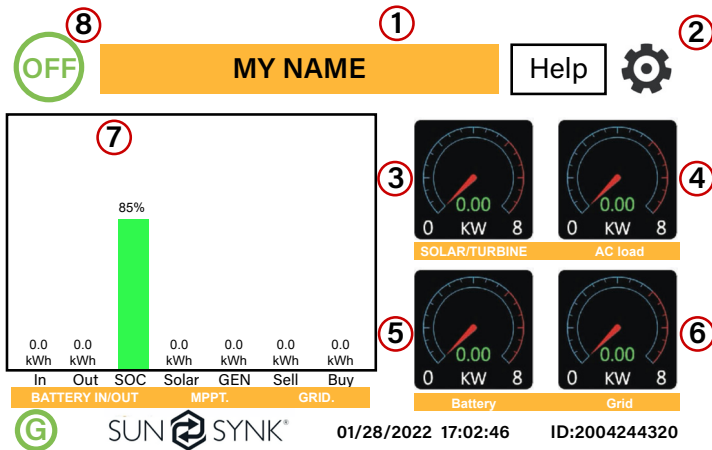 8
1
2
OFF
MY NAME
Help
7
85%
0.0 0.0 0.0 0.0 0.0 0.0
kWh kWh kWh kWh kWh kWh
In Out SOC Solar GEN Sell Buy
BATTERY IN/OUT MPPT. GRID.
3
0.00
0 KW 8
SOLAR/TURBINE
4
0.00
0 KW 8
AC load
5
0.00
0 KW 8
Battery
6
0.00
0 KW 8
Grid
G
SUN SYNK®
01/28/2022 17:02:46
ID:2004244320